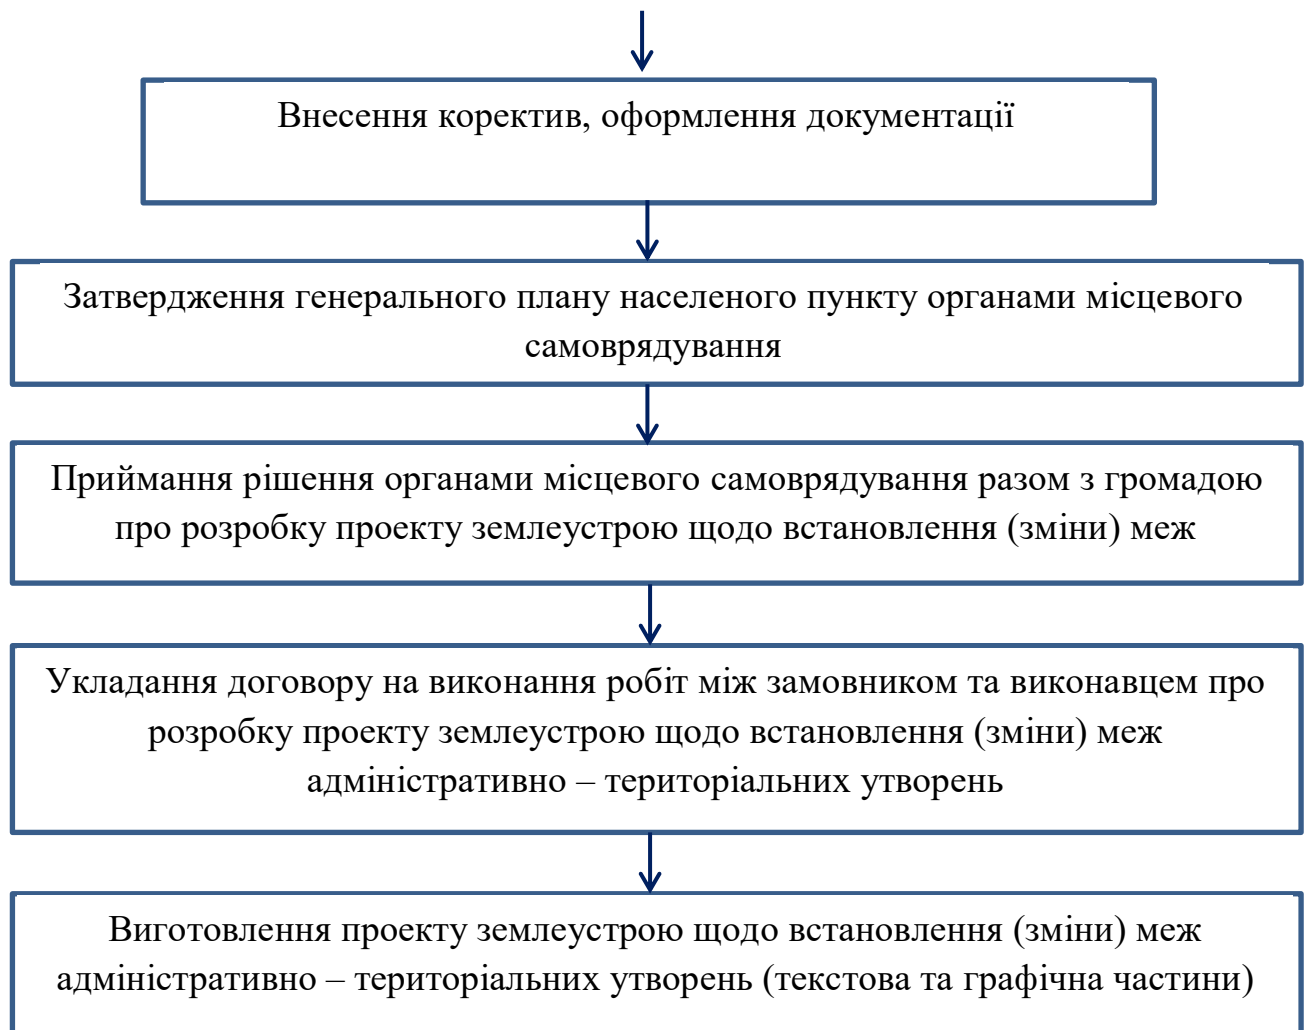 Внесення коректив, оформлення документації
Затвердження генерального плану населеного пункту органами місцевого
самоврядування
Приймання рішення органами місцевого самоврядування разом з громадою
про розробку проекту землеустрою щодо встановлення (зміни) меж
Укладання договору на виконання робіт між замовником та виконавцем про
розробку проекту землеустрою щодо встановлення (зміни) меж
адміністративно – територіальних утворень
Виготовлення проекту землеустрою щодо встановлення (зміни) меж
адміністративно – територіальних утворень (текстова та графічна частини)